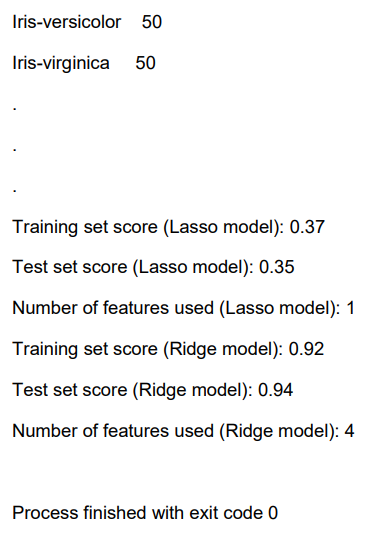 Iris-versicolor 50
Iris-virginica 50
.
.
.
Training set score (Lasso model): 0.37
Test set score (Lasso model): 0.35
Number of features used (Lasso model): 1
Training set score (Ridge model): 0.92
Test set score (Ridge model): 0.94
Number of features used (Ridge model): 4
Process finished with exit code 0